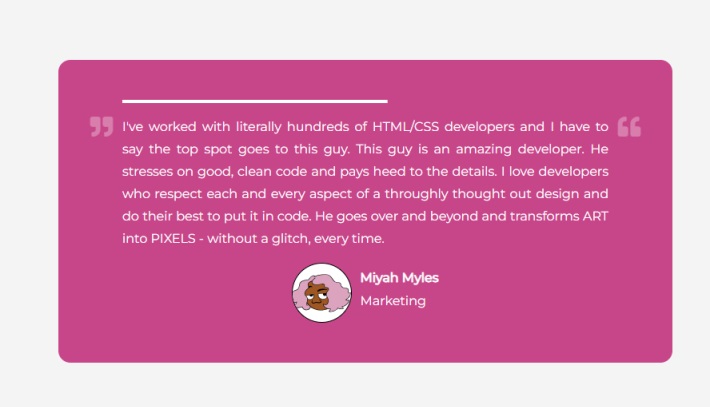 I've worked with literally hundreds of HTML/CSS developers and I have to
say the top spot goes to this guy. This guy is an amazing developer. He
stresses on good, clean code and pays heed to the details. I love developers
who respect each and every aspect of a throughly thought out design and
do their best to put it in code. He goes over and beyond and transforms ART
into PIXELS - without a glitch, every time.
Miyah Myles
Marketing